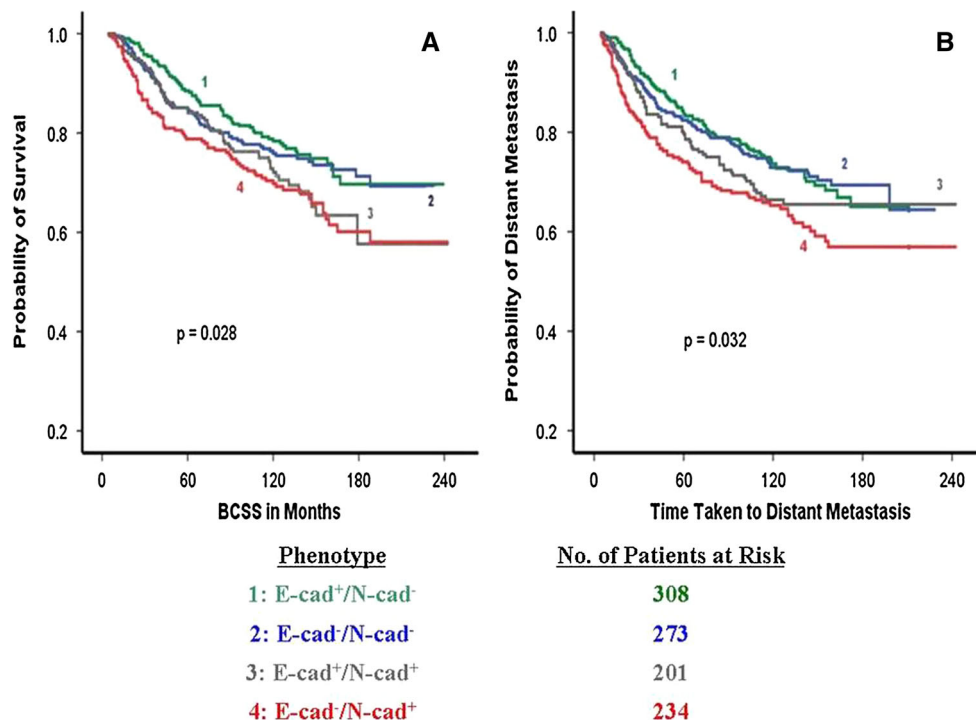 A
Probability of Survival
1.0
0.8
0.6
0.4
0.2
1
2
3
4
p = 0.028
0 60 120 180 240
BCSS in Months
B
Probability of Distant Metastasis
1.0
0.8
0.6
0.4
0.2
1
2
3
4
p = 0.032
0 60 120 180 240
Time Taken to Distant Metastasis
Phenotype No. of Patients at Risk
1: E-cad⁺/N-cad⁻ 308
2: E-cad⁻/N-cad⁻ 273
3: E-cad⁺/N-cad⁺ 201
4: E-cad⁻/N-cad⁺ 234